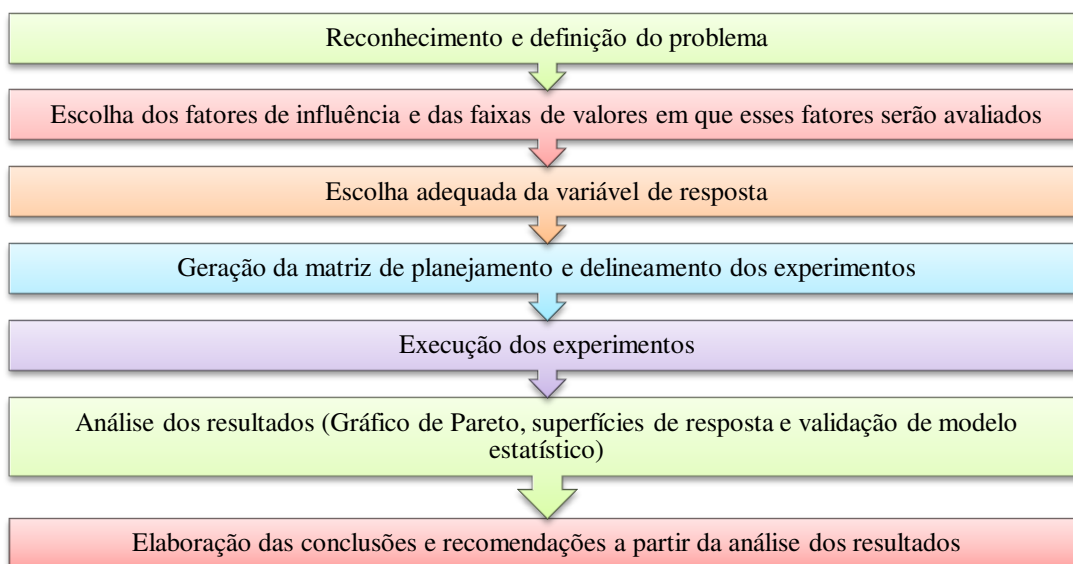 Reconhecimento e definição do problema
Escolha dos fatores de influência e das faixas de valores em que esses fatores serão avaliados
Escolha adequada da variável de resposta
Geração da matriz de planejamento e delineamento dos experimentos
Execução dos experimentos
Análise dos resultados (Gráfico de Pareto, superfícies de resposta e validação de modelo
estatístico)
Elaboração das conclusões e recomendações a partir da análise dos resultados